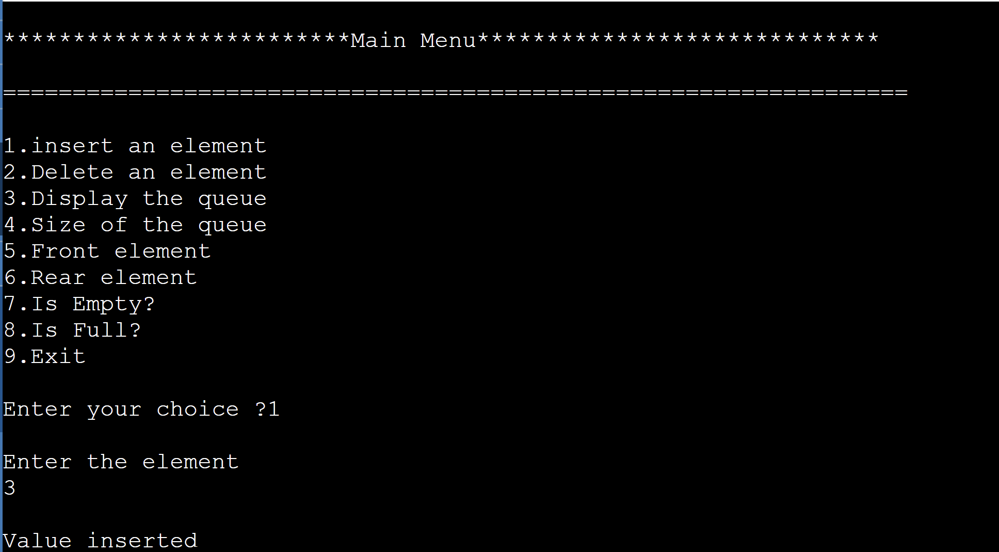 *************************Main Menu*****************************
=================================================================
1.insert an element
2.Delete an element
3.Display the queue
4.Size of the queue
5.Front element
6.Rear element
7.Is Empty?
8.Is Full?
9.Exit
Enter your choice ?1
Enter the element
3
Value inserted